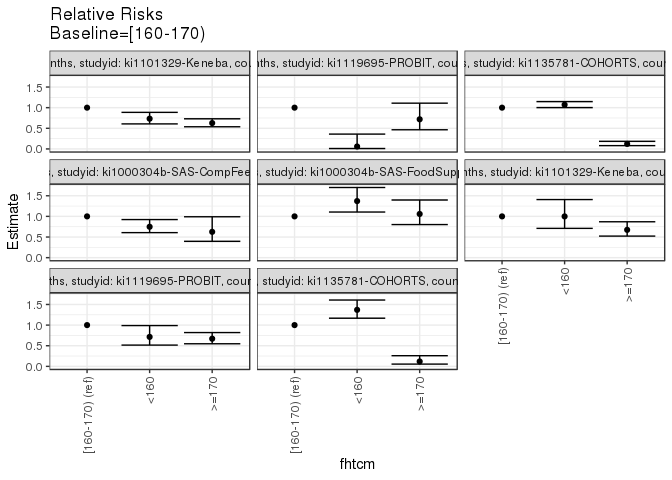 Relative Risks
Baseline=[160-170)
nths, studyid: ki1101329-Keneba, cou
nths, studyid: ki1119695-PROBIT, cou
s, studyid: ki1135781-COHORTS, coun
1.5
1.0
0.5
0.0
s, studyid: ki1000304b-SAS-CompFee
, studyid: ki1000304b-SAS-FoodSupp
nths, studyid: ki1101329-Keneba, cou
1.5
1.0
0.5
0.0
nths, studyid: ki1119695-PROBIT, cou
, studyid: ki1135781-COHORTS, coun
1.5
1.0
0.5
0.0
Estimate
[160-170) (ref)
<160
>=170
[160-170) (ref)
<160
>=170
[160-170) (ref)
<160
>=170
fhtcm